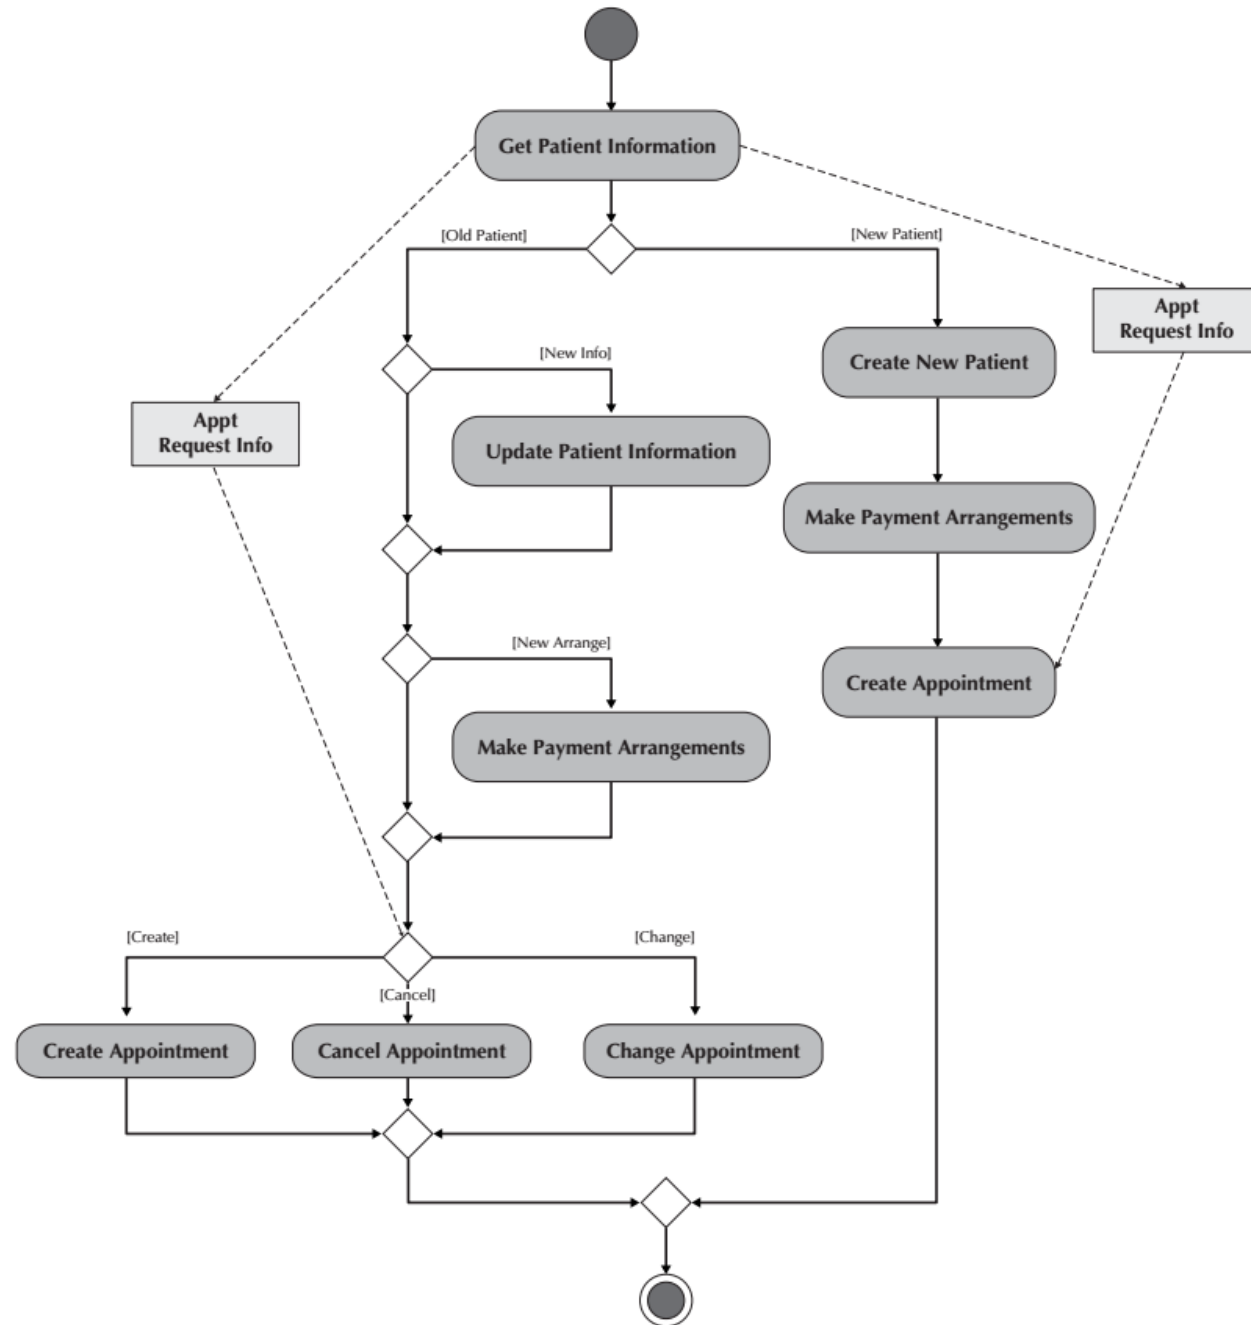 Get Patient Information
[Old Patient]
[New Patient]
Appt
Request Info
[New Info]
Create New Patient
Appt
Request Info
Update Patient Information
Make Payment Arrangements
[New Arrange]
Create Appointment
Make Payment Arrangements
[Create]
[Change]
[Cancel]
Create Appointment
Cancel Appointment
Change Appointment